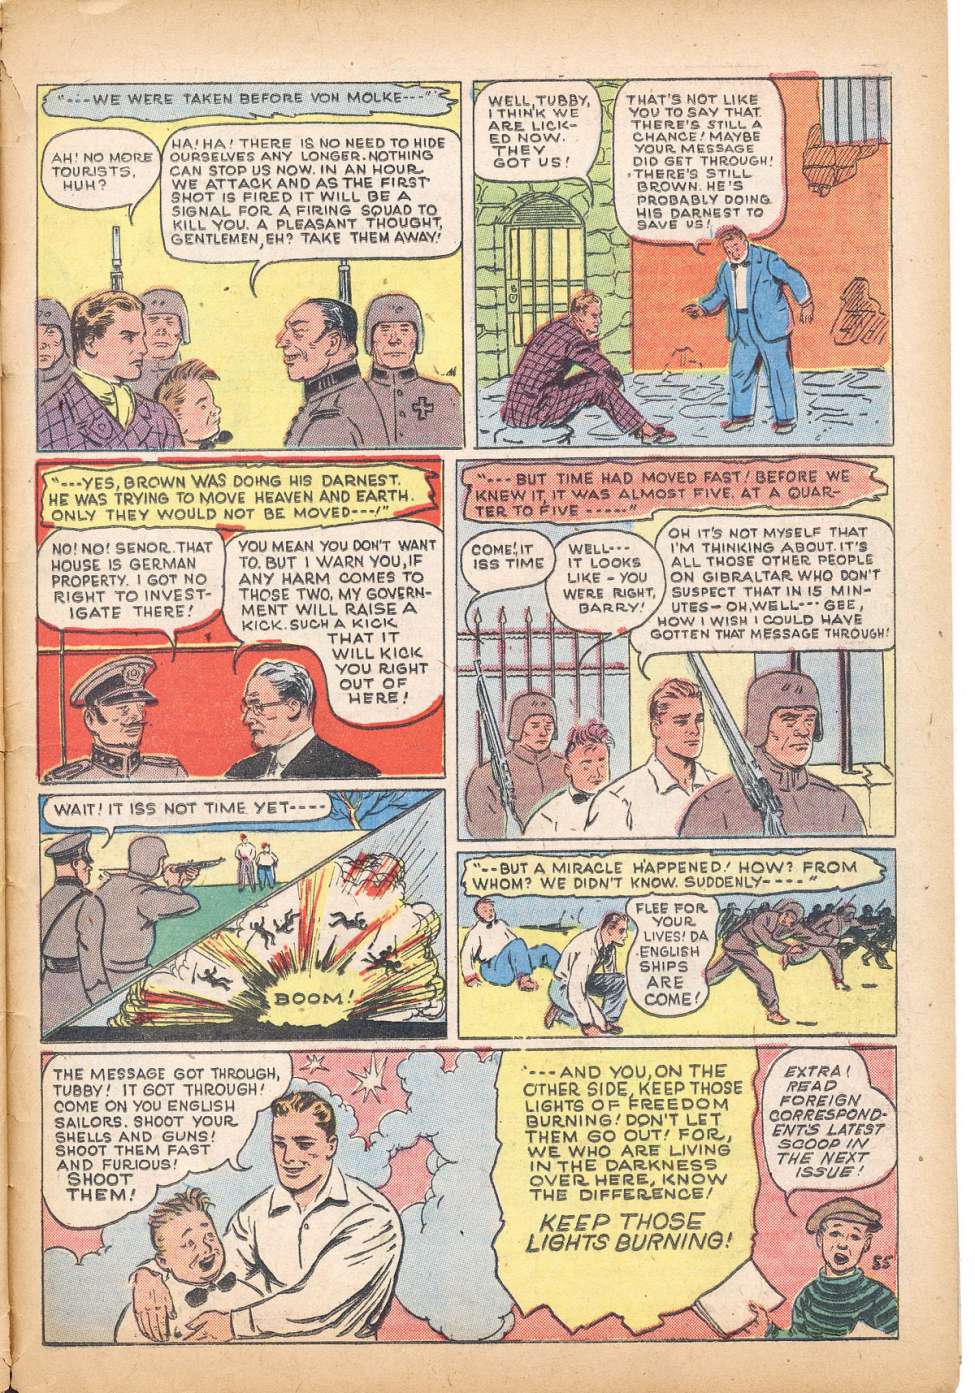 "---WE WERE TAKEN BEFORE VON MOLKE---"
AH! NO MORE
TOURISTS,
HUH?
HA! HA! THERE IS NO NEED TO HIDE
OURSELVES ANY LONGER. NOTHING
CAN STOP US NOW. IN AN HOUR,
WE ATTACK AND AS THE FIRST
SHOT IS FIRED IT WILL BE A
SIGNAL FOR A FIRING SQUAD TO
KILL YOU. A PLEASANT THOUGHT,
GENTLEMEN, EH? TAKE THEM AWAY!
WELL, TUBBY,
I THINK WE
ARE LICK-
ED NOW.
THEY
GOT US!
THAT'S NOT LIKE
YOU TO SAY THAT.
THERE'S STILL A
CHANCE! MAYBE
YOUR MESSAGE
DID GET THROUGH!
THERE'S STILL
BROWN. HE'S
PROBABLY DOING
HIS DARNEST TO
SAVE US!
"---YES, BROWN WAS DOING HIS DARNEST.
HE WAS TRYING TO MOVE HEAVEN AND EARTH.
ONLY THEY WOULD NOT BE MOVED---!"
NO! NO! SENOR. THAT
HOUSE IS GERMAN
PROPERTY. I GOT NO
RIGHT TO INVEST-
IGATE THERE!
YOU MEAN YOU DON'T WANT
TO. BUT I WARN YOU, IF
ANY HARM COMES TO
THOSE TWO, MY GOVERN-
MENT WILL RAISE A
KICK. SUCH A KICK
THAT IT
WILL KICK
YOU RIGHT
OUT OF
HERE!
"---BUT TIME HAD MOVED FAST! BEFORE WE
KNEW IT, IT WAS ALMOST FIVE. AT A QUAR-
TER TO FIVE -----"
COME! IT
ISS TIME
WELL---
IT LOOKS
LIKE - YOU
WERE RIGHT,
BARRY!
OH IT'S NOT MYSELF THAT
I'M THINKING ABOUT. IT'S
ALL THOSE OTHER PEOPLE
ON GIBRALTAR WHO DON'T
SUSPECT THAT IN 15 MIN-
UTES- OH, WELL--- GEE,
HOW I WISH I COULD HAVE
GOTTEN THAT MESSAGE THROUGH!
WAIT! IT ISS NOT TIME YET----
BOOM!
"--BUT A MIRACLE HAPPENED! HOW? FROM
WHOM? WE DIDN'T KNOW. SUDDENLY----"
FLEE FOR
YOUR
LIVES! DA
ENGLISH
SHIPS
ARE
COME!
THE MESSAGE GOT THROUGH,
TUBBY! IT GOT THROUGH!
COME ON YOU ENGLISH
SAILORS. SHOOT YOUR
SHELLS AND GUNS!
SHOOT THEM FAST
AND FURIOUS!
SHOOT
THEM!
'---AND YOU, ON THE
OTHER SIDE, KEEP THOSE
LIGHTS OF FREEDOM
BURNING! DON'T LET
THEM GO OUT! FOR,
WE WHO ARE LIVING
IN THE DARKNESS
OVER HERE, KNOW
THE DIFFERENCE!
KEEP THOSE
LIGHTS BURNING!
EXTRA!
READ
FOREIGN
CORRESPOND-
ENT'S LATEST
SCOOP IN
THE NEXT
ISSUE!
55